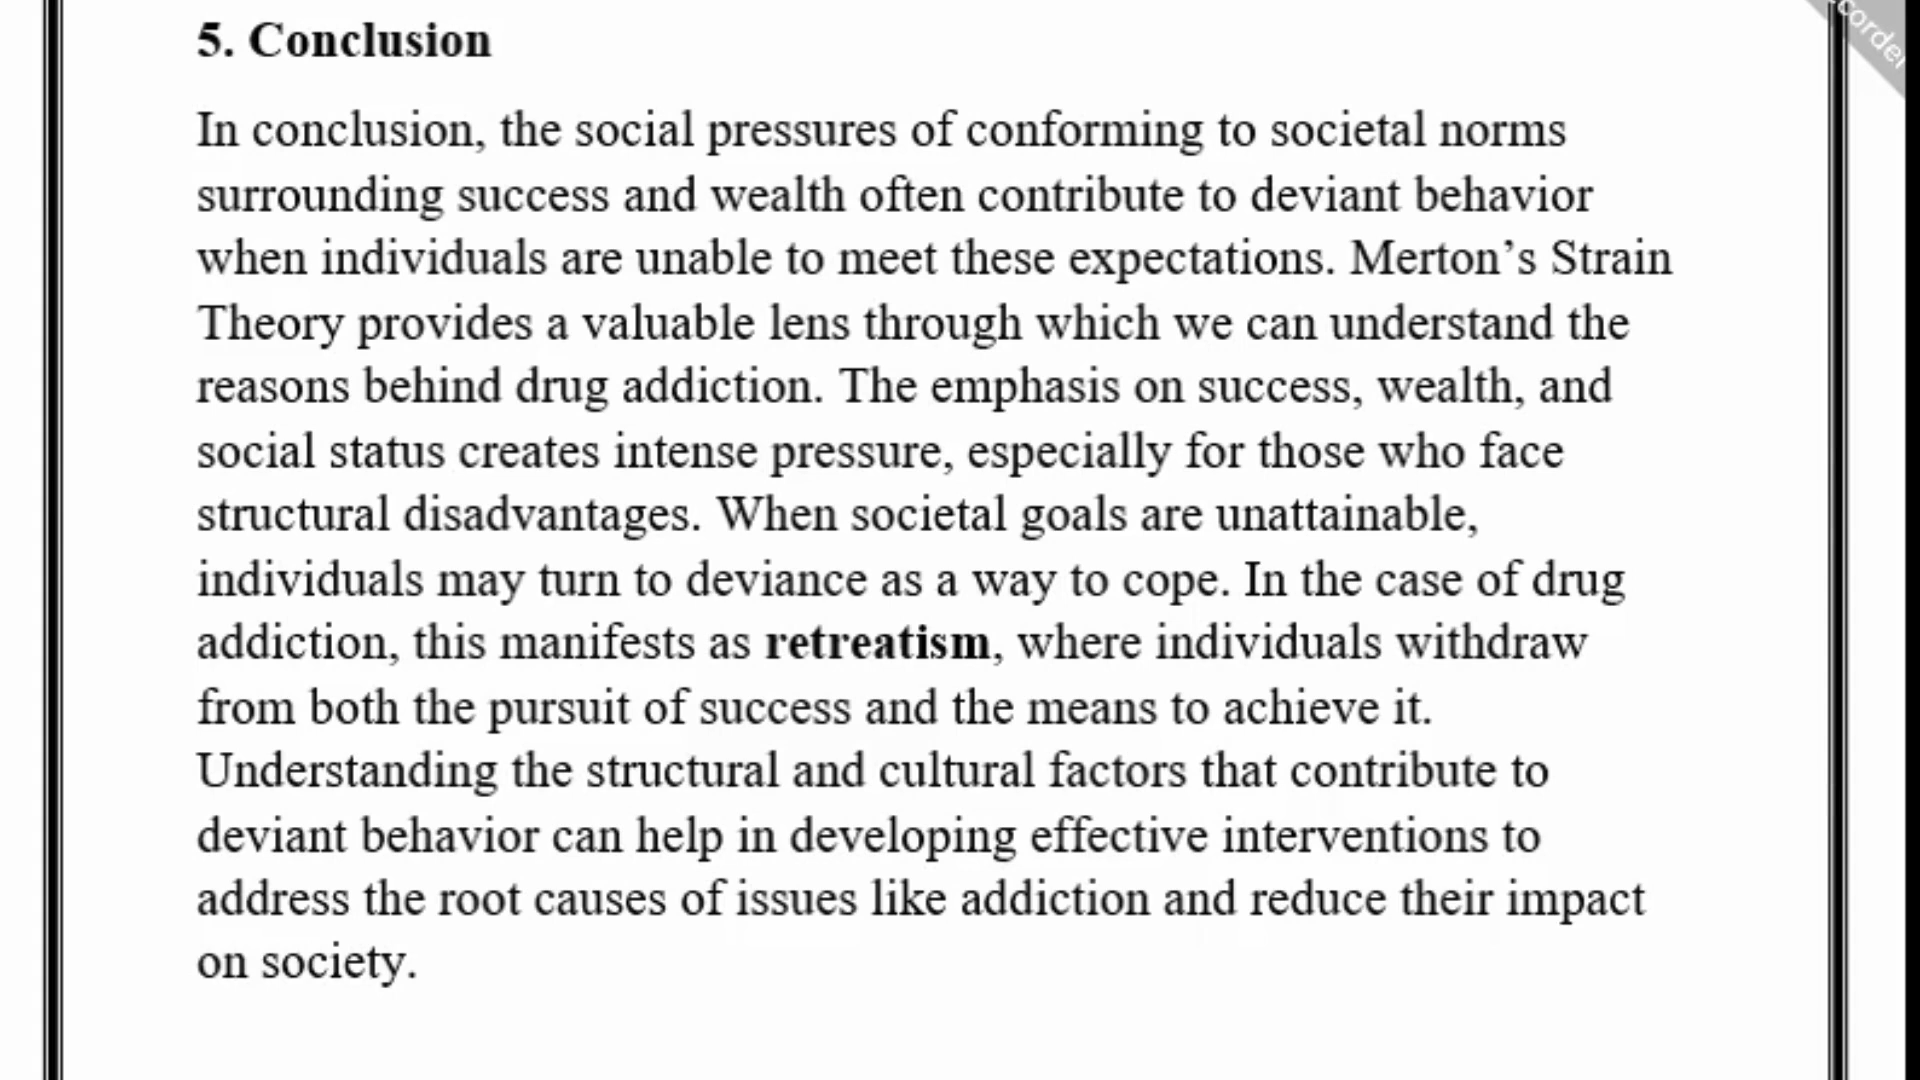 5. Conclusion
In conclusion, the social pressures of conforming to societal norms
surrounding success and wealth often contribute to deviant behavior
when individuals are unable to meet these expectations. Merton’s Strain
Theory provides a valuable lens through which we can understand the
reasons behind drug addiction. The emphasis on success, wealth, and
social status creates intense pressure, especially for those who face
structural disadvantages. When societal goals are unattainable,
individuals may turn to deviance as a way to cope. In the case of drug
addiction, this manifests as retreatism, where individuals withdraw
from both the pursuit of success and the means to achieve it.
Understanding the structural and cultural factors that contribute to
deviant behavior can help in developing effective interventions to
address the root causes of issues like addiction and reduce their impact
on society.